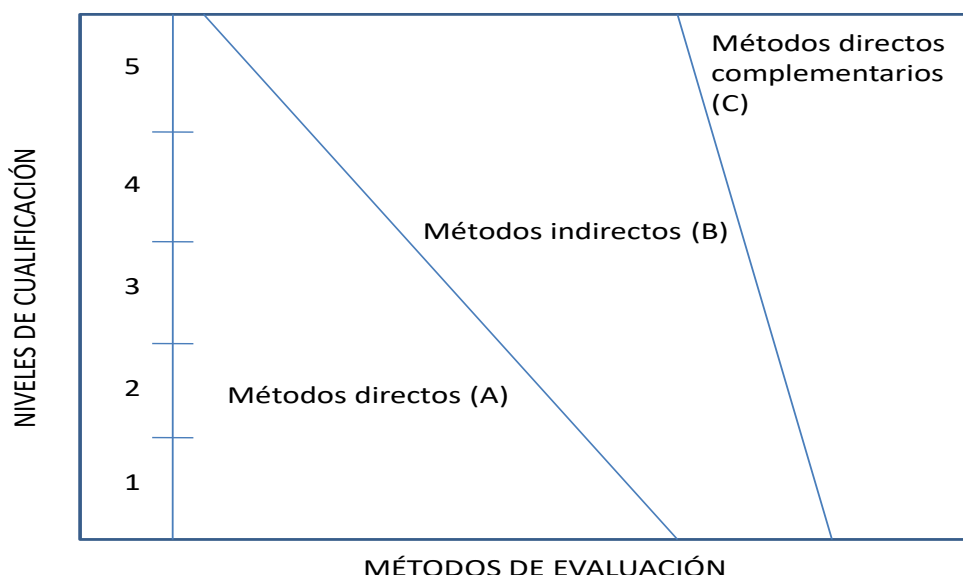 NIVELES DE CUALIFICACIÓN
5
4
3
2
1
Métodos directos
complementarios
(C)
Métodos indirectos (B)
Métodos directos (A)
MÉTODOS DE EVALUACIÓN